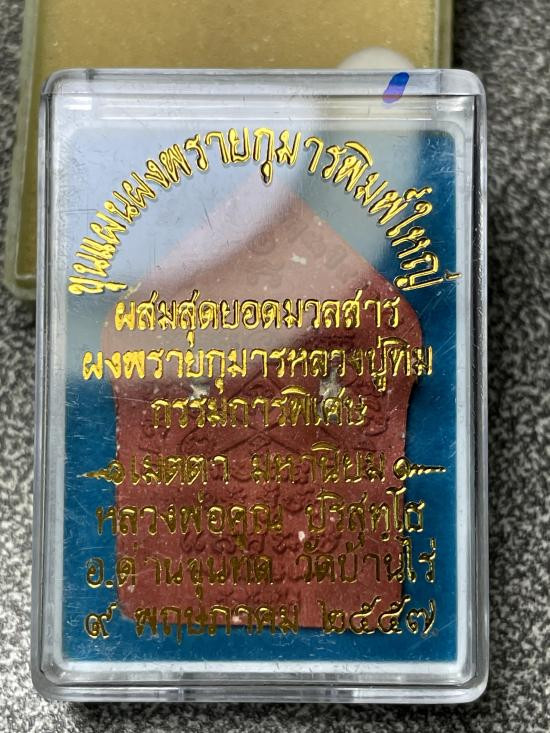 ขุนแผนผงพรายกุมารพิมพ์ใหญ่
ผสมสุดยอดมวลสาร
ผงพรายกุมารหลวงปู่ทิม
กรรมการพิเศษ
เมตตา มหานิยม
หลวงพ่อคูณ ปริสุทฺโธ
อ.ด่านขุนทด วัดบ้านไร่
๙ พฤษภาคม ๒๕๕๗